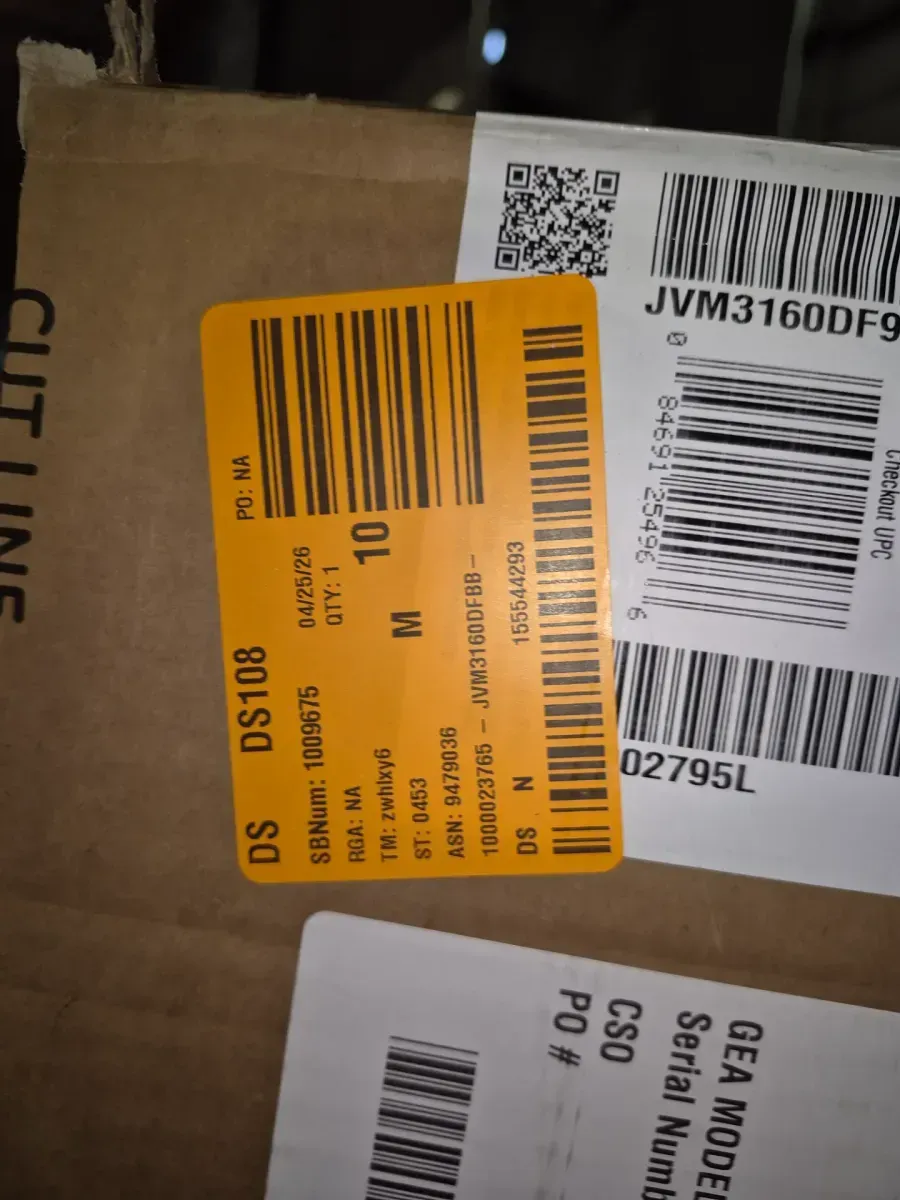 CUT LINE
DS DS108
SBNum: 1009675 04/25/26
RGA: NA QTY: 1
PO: NA
TM: zwhlxy6 10
ST: 0453 M
ASN: 9479036
1000023765 – JVM3160DFBB–
DS N 155544293
JVM3160DF9
0 84691 25496 6
Checkout UPC
02795L
GEA MODEL
Serial Numb
CSO
PO #